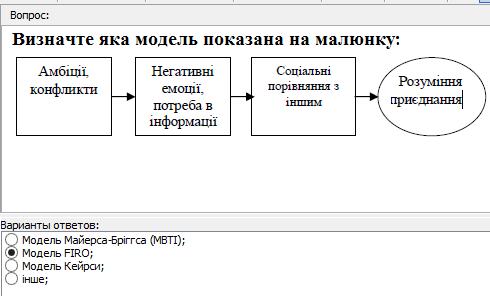 Вопрос:
Визначте яка модель показана на малюнку:
Амбіції,
конфликти
Негативні
емоції,
потреба в
інформації
Соціальні
порівняння з
іншим
Розуміння
приєднання
Варианты ответов:
Модель Майерса-Бріггса (MBTI);
Модель FIRO;
Модель Кейрси;
інше;